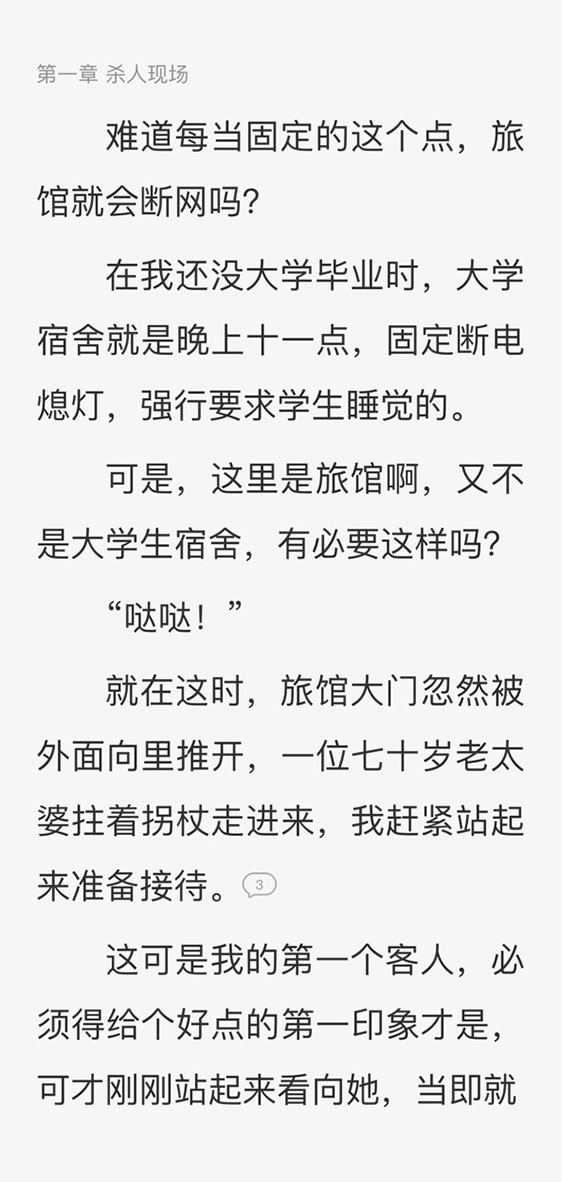 第一章 杀人现场
难道每当固定的这个点，旅
馆就会断网吗？
在我还没大学毕业时，大学
宿舍就是晚上十一点，固定断电
熄灯，强行要求学生睡觉的。
可是，这里是旅馆啊，又不
是大学生宿舍，有必要这样吗？
“哒哒！”
就在这时，旅馆大门忽然被
外面向里推开，一位七十岁老太
婆拄着拐杖走进来，我赶紧站起
来准备接待。3
这可是我的第一个客人，必
须得给个好点的第一印象才是，
可才刚刚站起来看向她，当即就